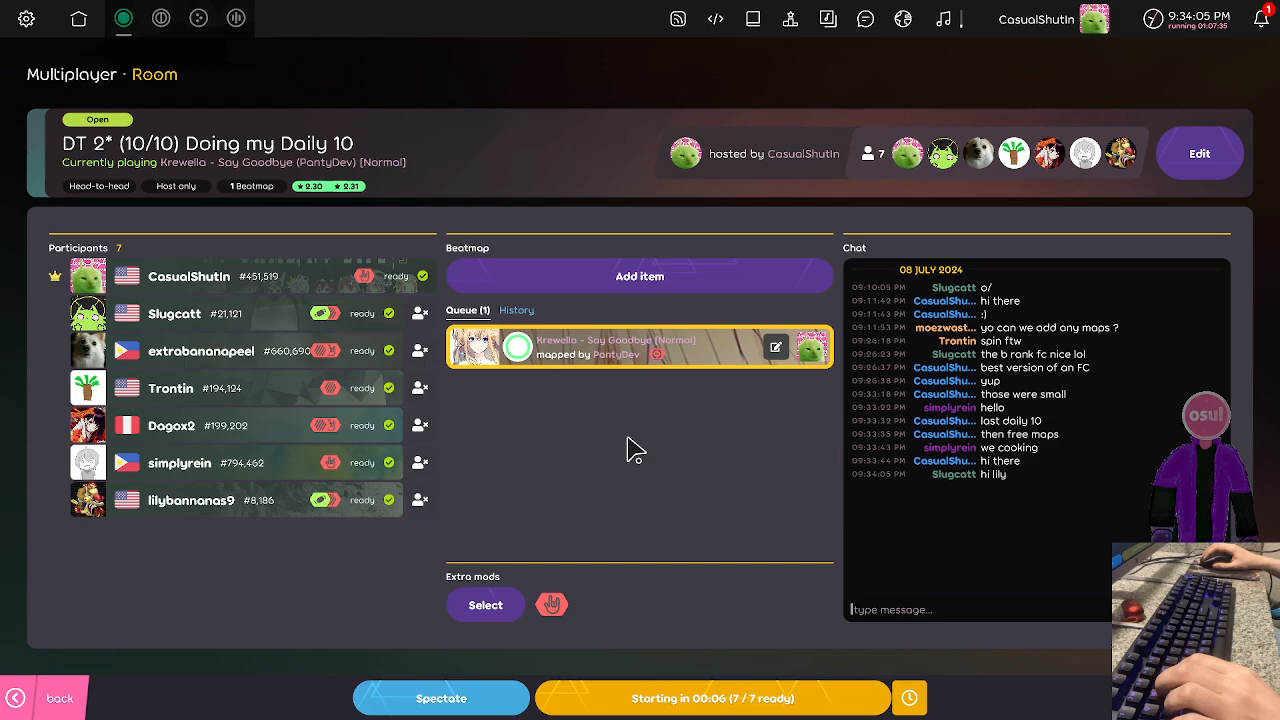 CasualShutIn
9:34:05 PM
running 01:07:35
1
Multiplayer · Room
Open
DT 2* (10/10) Doing my Daily 10
Currently playing Krewella - Say Goodbye (PantyDev) [Normal]
Head-to-head
Host only
1 Beatmap
★ 2.30 ★ 2.31
hosted by CasualShutIn
7
Edit
Participants 7
CasualShutIn #451,519 ready
Slugcatt #21,121 ready
extrabananapeel #660,690 ready
Trontin #194,124 ready
Dagox2 #139,202 ready
simplyrein #794,462 ready
lilybannanas9 #8,186 ready
Beatmap
Add item
Queue (1) History
Krewella - Say Goodbye [Normal]
mapped by PantyDev
Extra mods
Select
Chat
08 JULY 2024
09:10:05 PM Slugcatt o/
09:11:42 PM CasualShu... hi there
09:11:43 PM CasualShu... :)
09:11:53 PM moezwast... yo can we add any maps ?
09:26:18 PM Trontin spin ftw
09:26:23 PM Slugcatt the b rank fc nice lol
09:26:37 PM CasualShu... best version of an FC
09:26:38 PM CasualShu... yup
09:33:18 PM CasualShu... those were small
09:33:22 PM simplyrein hello
09:33:32 PM CasualShu... last daily 10
09:33:35 PM CasualShu... then free maps
09:33:43 PM simplyrein we cooking
09:33:44 PM CasualShu... hi there
09:34:05 PM Slugcatt hi lily
osu!
type message...
back
Spectate
Starting in 00:06 (7 / 7 ready)